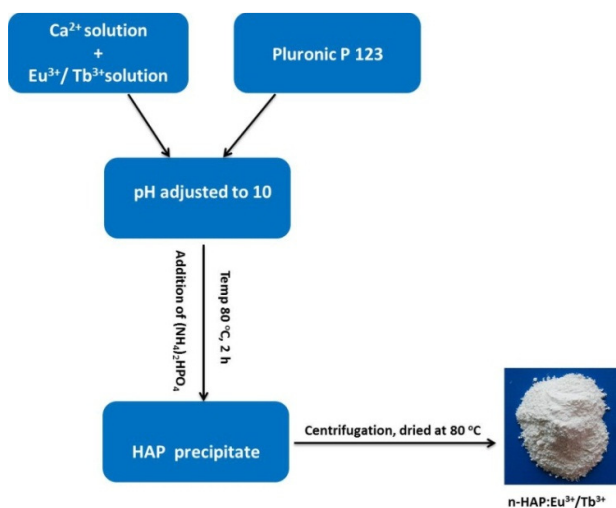 Ca²⁺ solution
+
Eu³⁺/ Tb³⁺solution
Pluronic P 123
pH adjusted to 10
Addition of (NH₄)₂HPO₄
Temp 80 °C, 2 h
HAP precipitate
Centrifugation, dried at 80 °C
n-HAP:Eu³⁺/Tb³⁺